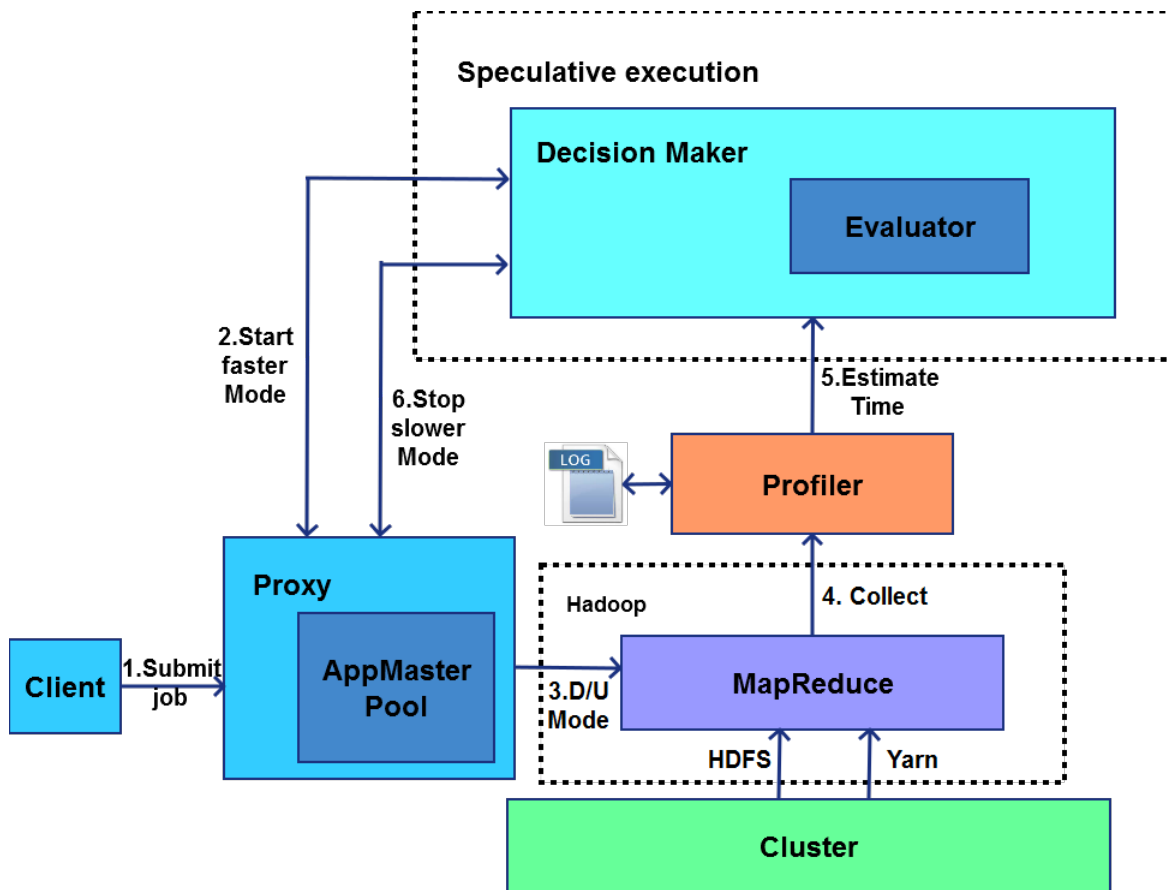 Speculative execution
Decision Maker
Evaluator
2.Start
faster
Mode
6.Stop
slower
Mode
5.Estimate
Time
LOG
Profiler
Proxy
Hadoop
4. Collect
Client
1.Submit
job
AppMaster
Pool
3.D/U
Mode
MapReduce
HDFS
Yarn
Cluster